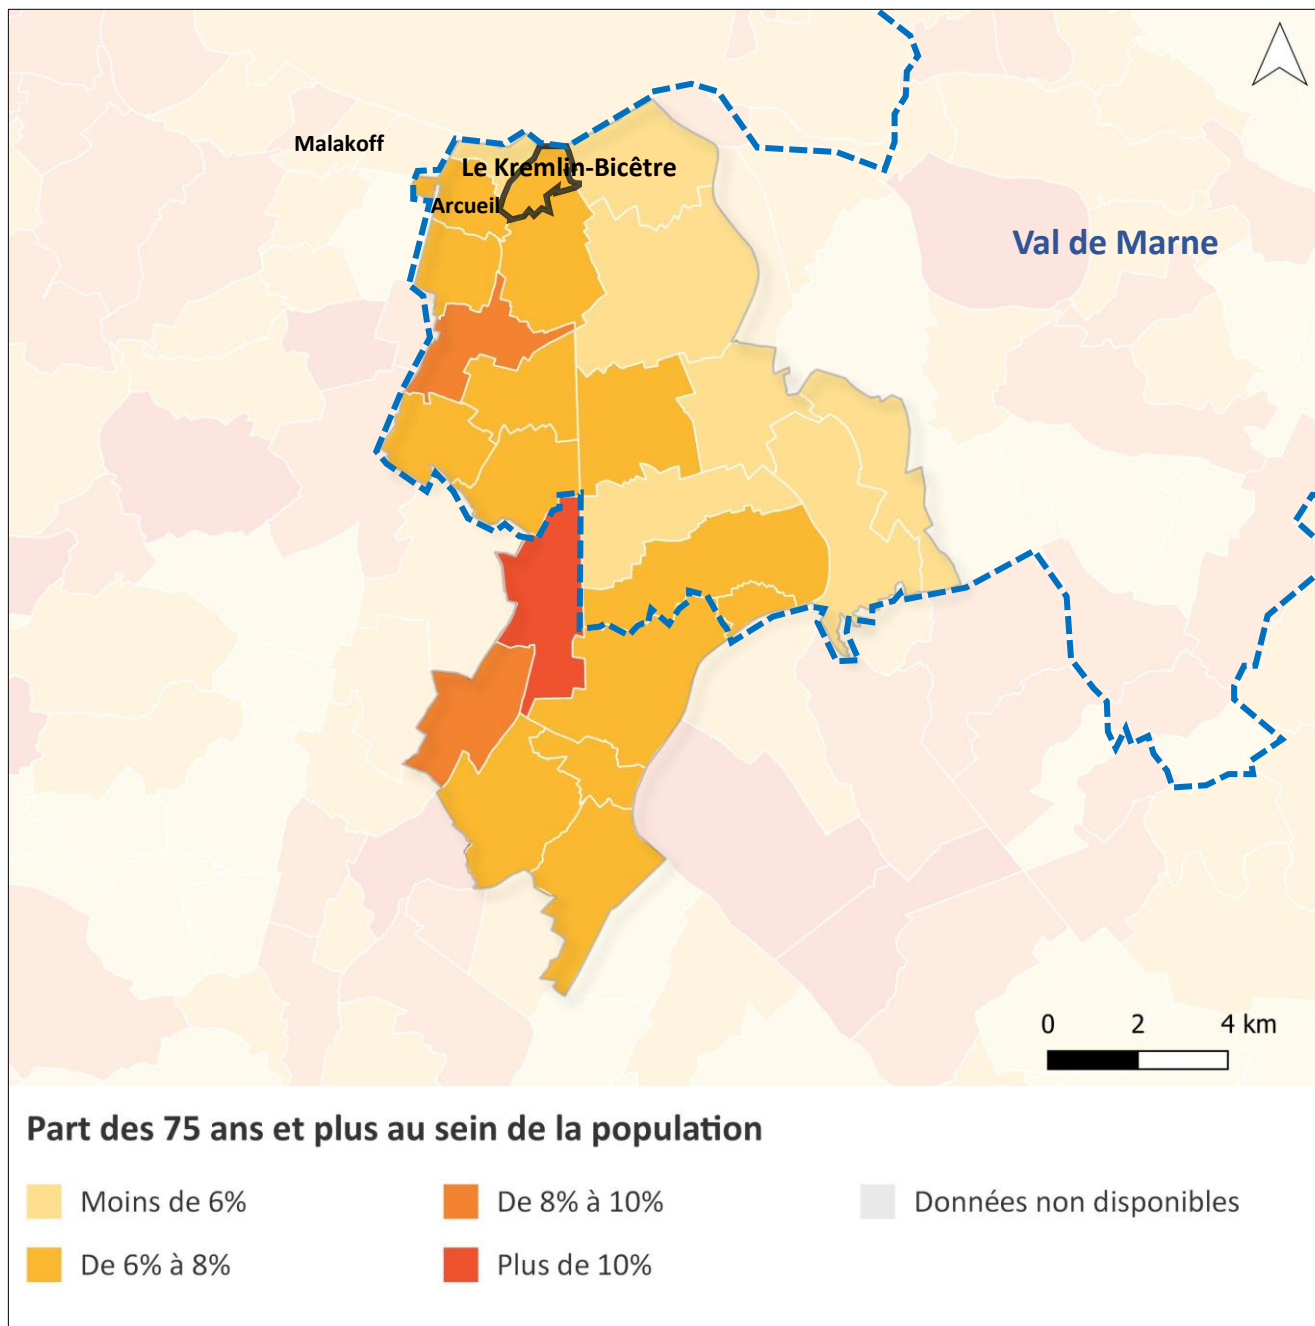 Malakoff
Le Kremlin-Bicêtre
Arcueil
Val de Marne
0 2 4 km
Part des 75 ans et plus au sein de la population
Moins de 6%
De 8% à 10%
Données non disponibles
De 6% à 8%
Plus de 10%